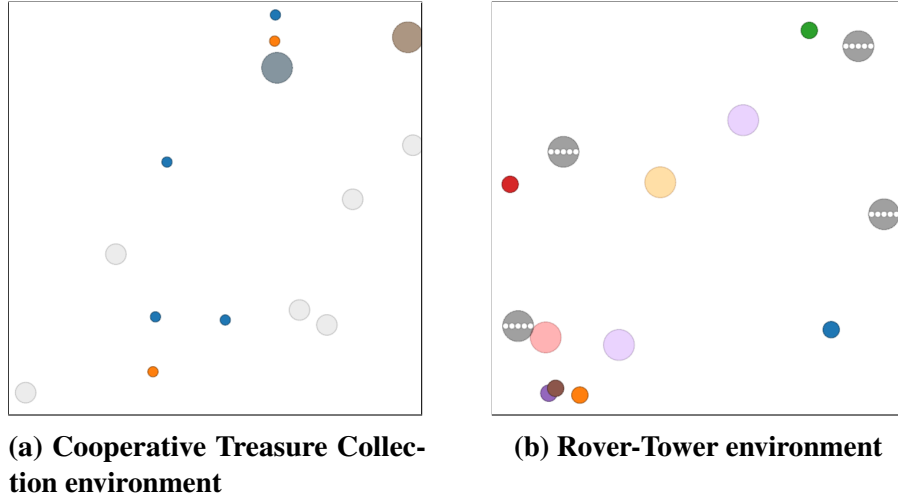 (a) Cooperative Treasure Collec-
tion environment
(b) Rover-Tower environment